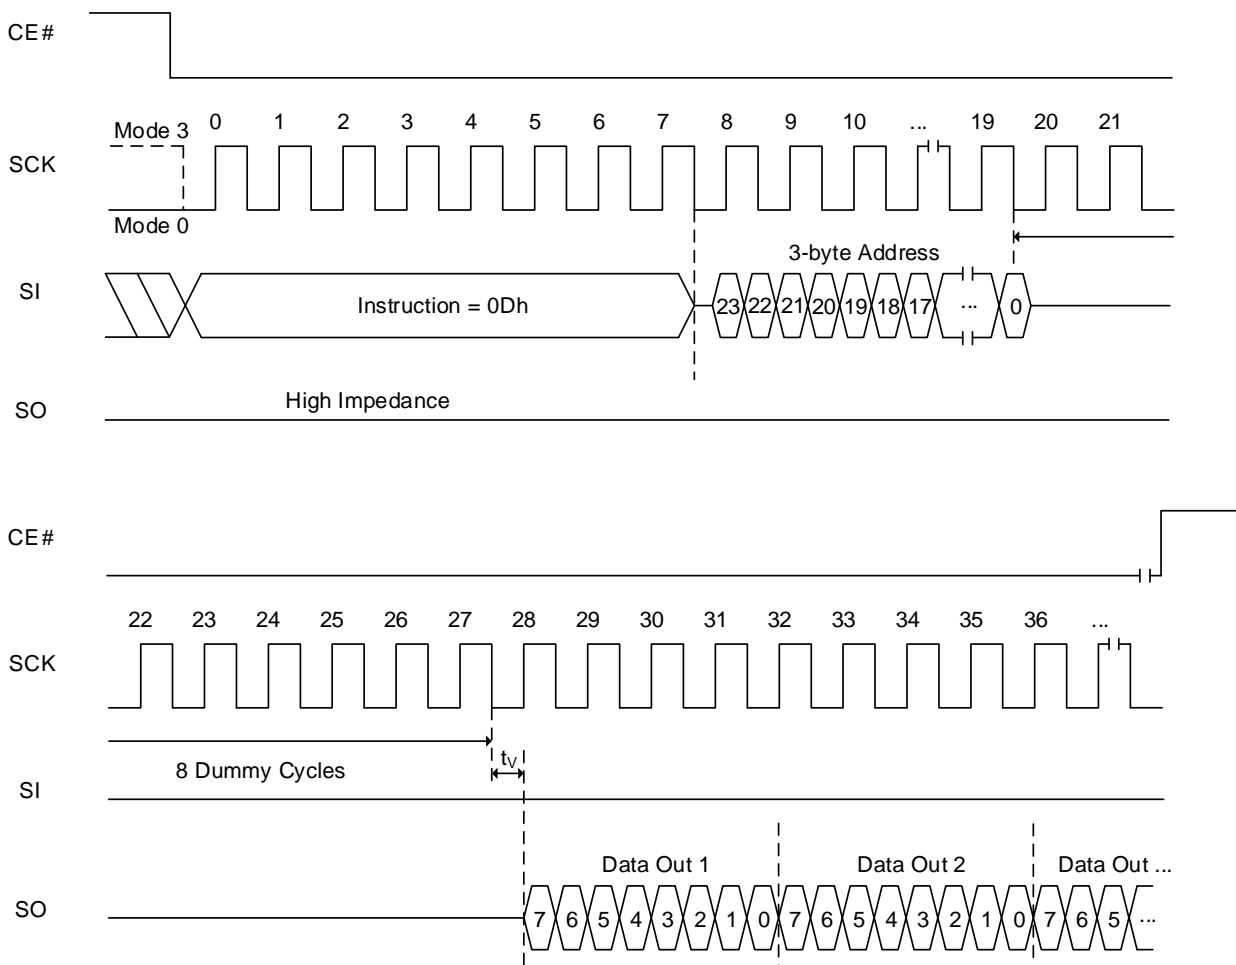 CE#
Mode 3 0 1 2 3 4 5 6 7 8 9 10 ... 19 20 21
SCK
Mode 0
3-byte Address
SI Instruction = 0Dh 23 22 21 20 19 18 17 ... 0
High Impedance
SO
CE#
22 23 24 25 26 27 28 29 30 31 32 33 34 35 36 ...
SCK
8 Dummy Cycles tV
SI
Data Out 1 Data Out 2 Data Out ...
SO 7 6 5 4 3 2 1 0 7 6 5 4 3 2 1 0 7 6 5 ...